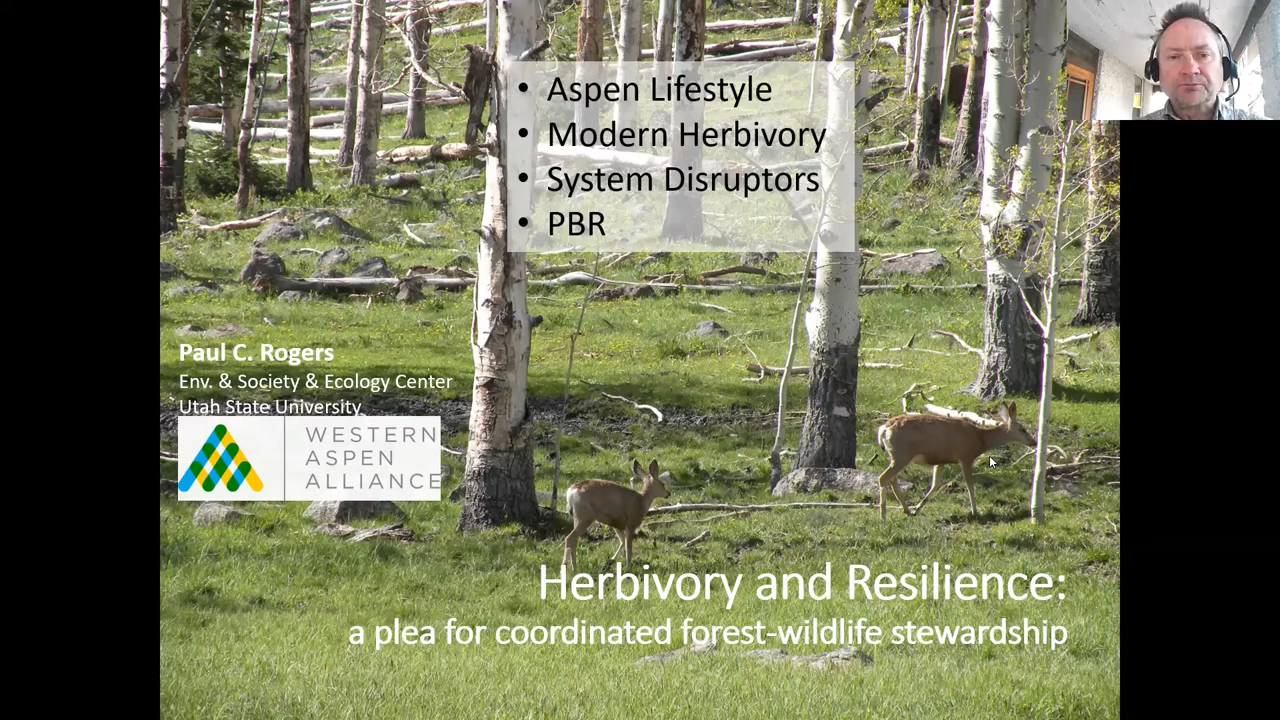 • Aspen Lifestyle
• Modern Herbivory
• System Disruptors
• PBR
Paul C. Rogers
Env. & Society & Ecology Center
Utah State University
WESTERN
ASPEN
ALLIANCE
Herbivory and Resilience:
a plea for coordinated forest-wildlife stewardship